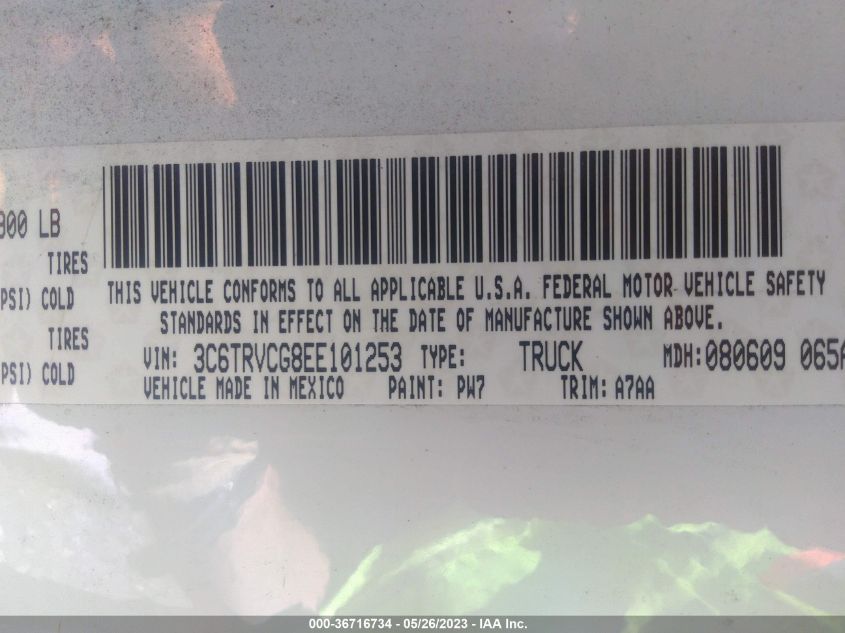 LB
TIRES
PSI) COLD
TIRES
PSI) COLD
THIS VEHICLE CONFORMS TO ALL APPLICABLE U.S.A. FEDERAL MOTOR VEHICLE SAFETY
STANDARDS IN EFFECT ON THE DATE OF MANUFACTURE SHOWN ABOVE.
VIN: 3C6TRVCG8EE101253 TYPE: TRUCK MDH: 080609 065
VEHICLE MADE IN MEXICO PAINT: PW7 TRIM: A7AA
000-36716734 - 05/26/2023 - IAA Inc.